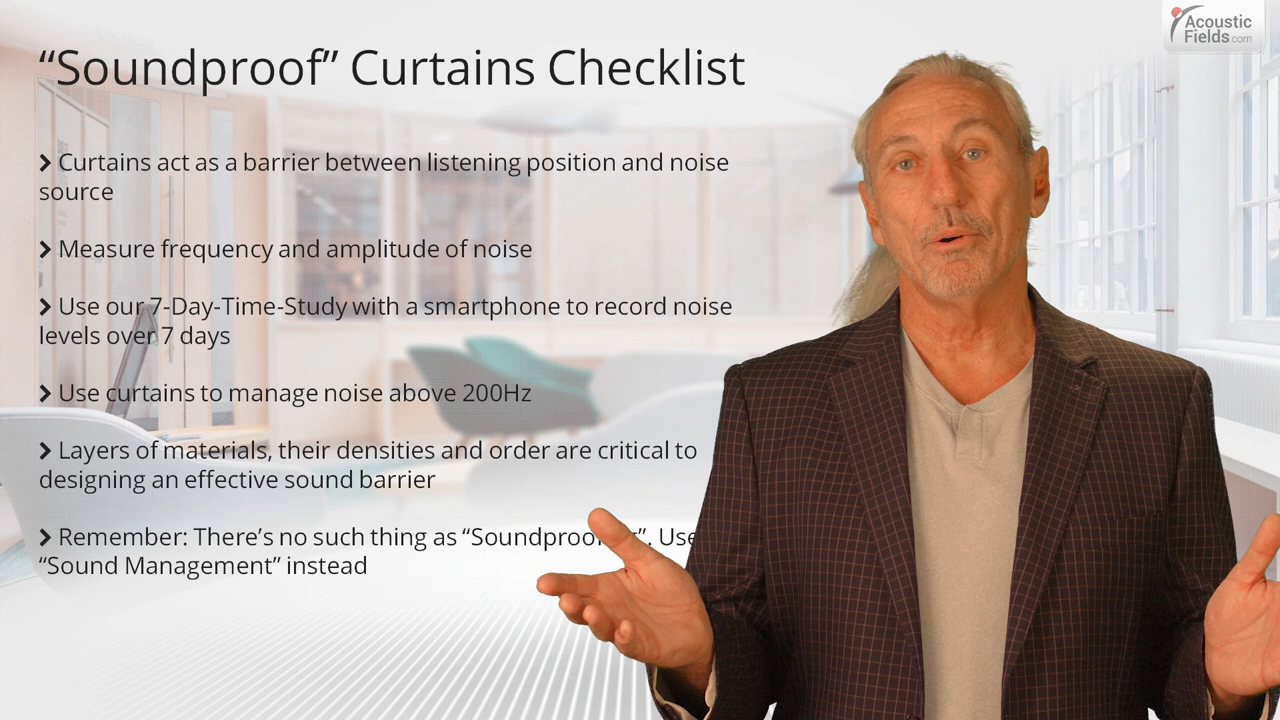 Acoustic
Fields.com
“Soundproof” Curtains Checklist
Curtains act as a barrier between listening position and noise
source
Measure frequency and amplitude of noise
Use our 7-Day-Time-Study with a smartphone to record noise
levels over 7 days
Use curtains to manage noise above 200Hz
Layers of materials, their densities and order are critical to
designing an effective sound barrier
Remember: There’s no such thing as Use
“Sound Management” instead